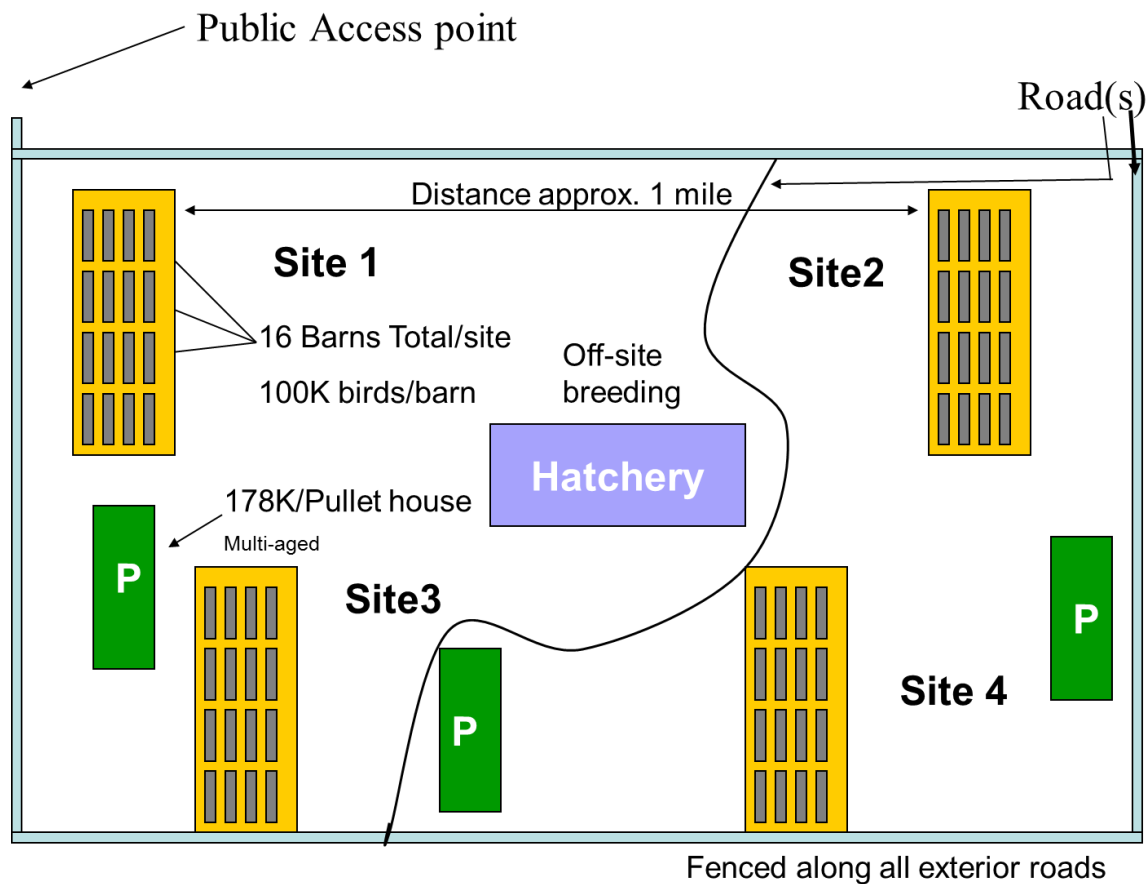 Public Access point
Road(s)
Distance approx. 1 mile
Site 1
Site2
16 Barns Total/site
100K birds/barn
Off-site
breeding
Hatchery
178K/Pullet house
Multi-aged
P
Site3
P
P
Site 4
Fenced along all exterior roads